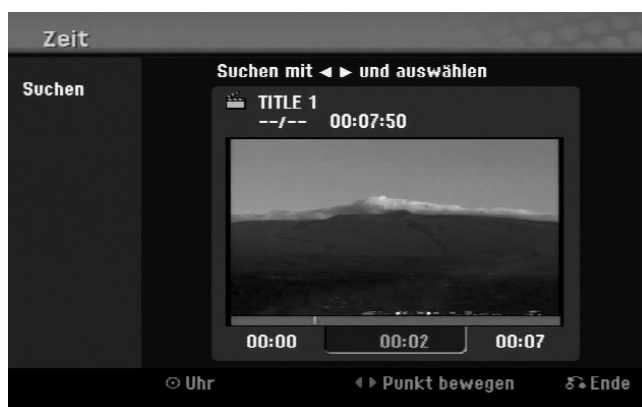 Zeit
Suchen mit ◄ ► und auswählen
Suchen
TITLE 1
--/-- 00:07:50
00:00 00:02 00:07
⊙ Uhr ◄► Punkt bewegen Ende